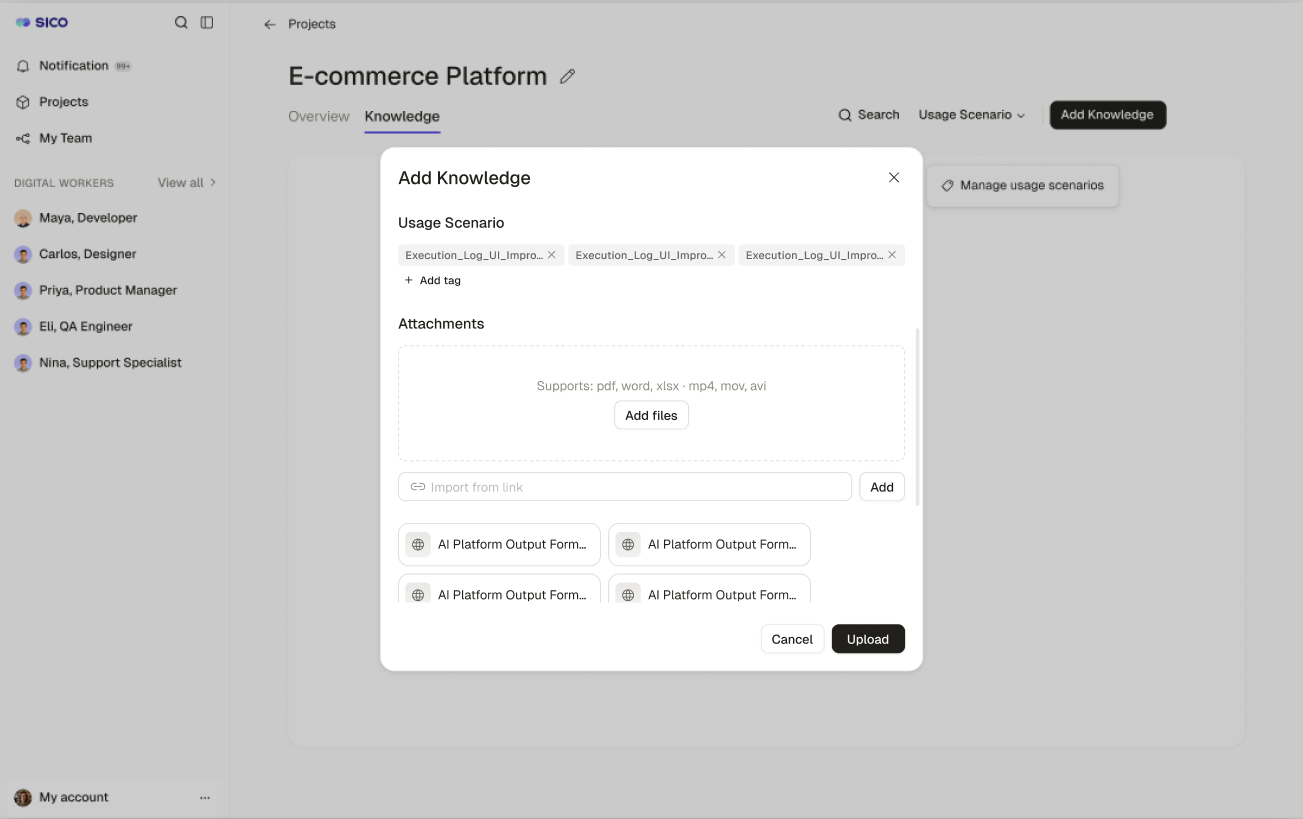 SICO
Notification 99+
Projects
My Team
DIGITAL WORKERS View all
Maya, Developer
Carlos, Designer
Priya, Product Manager
Eli, QA Engineer
Nina, Support Specialist
My account
Projects
E-commerce Platform
Overview Knowledge
Search Usage Scenario Add Knowledge
Manage usage scenarios
Add Knowledge
Usage Scenario
Execution_Log_UI_Impro... Execution_Log_UI_Impro... Execution_Log_UI_Impro...
+ Add tag
Attachments
Supports: pdf, word, xlsx · mp4, mov, avi
Add files
Import from link Add
AI Platform Output Form... AI Platform Output Form...
AI Platform Output Form... AI Platform Output Form...
Cancel Upload